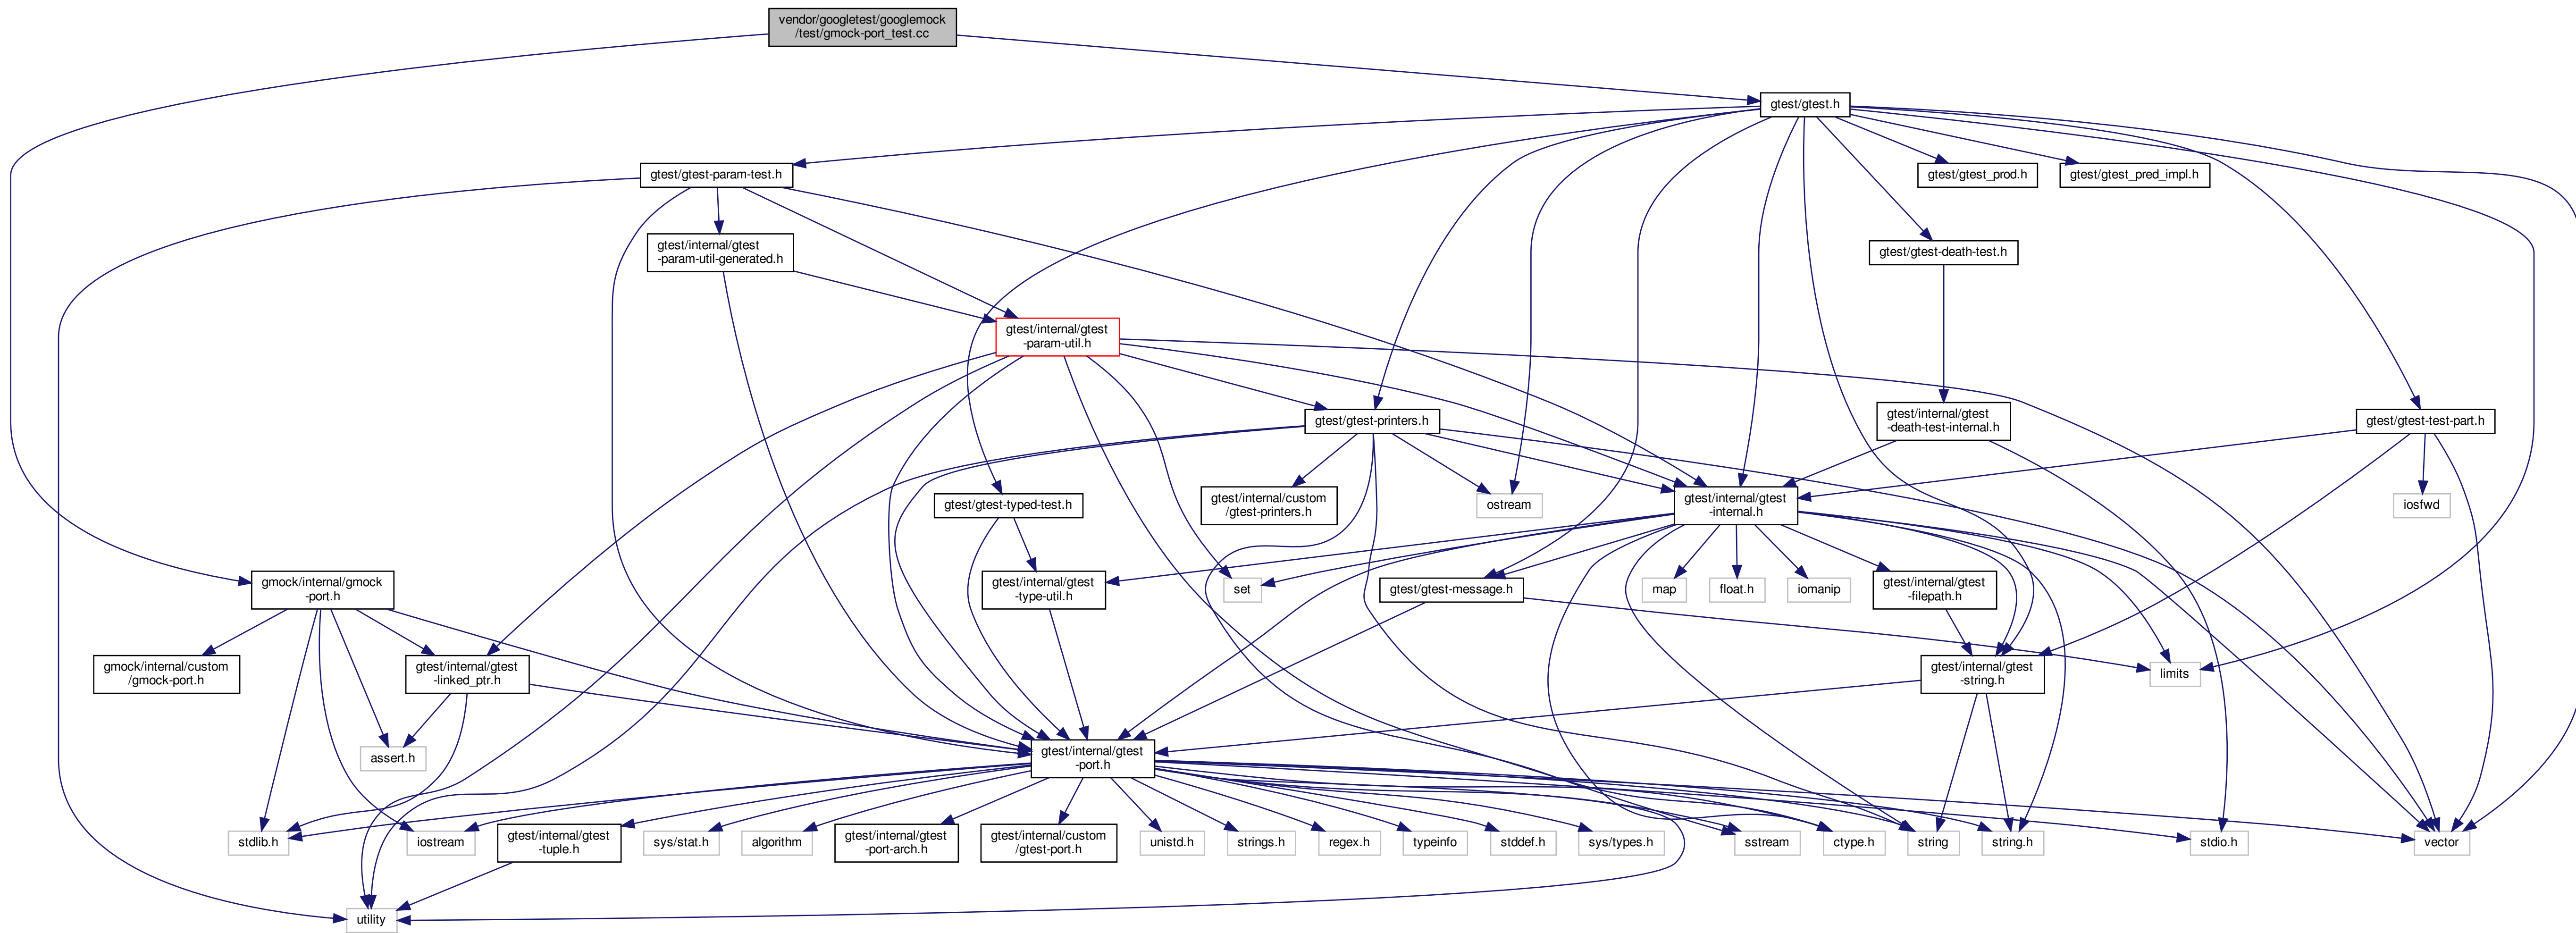 vendor/googletest/googlemock
/test/gmock-port_test.cc
gtest/gtest.h
gtest/gtest-param-test.h
gtest/gtest_prod.h
gtest/gtest_pred_impl.h
gtest/internal/gtest
-param-util-generated.h
gtest/gtest-death-test.h
gtest/internal/gtest
-param-util.h
gtest/gtest-printers.h
gtest/internal/gtest
-death-test-internal.h
gtest/gtest-test-part.h
gtest/gtest-typed-test.h
gtest/internal/custom
/gtest-printers.h
ostream
gtest/internal/gtest
-internal.h
iosfwd
gmock/internal/gmock
-port.h
gtest/internal/gtest
-type-util.h
set
gtest/gtest-message.h
map
float.h
iomanip
gtest/internal/gtest
-filepath.h
gmock/internal/custom
/gmock-port.h
gtest/internal/gtest
-linked_ptr.h
gtest/internal/gtest
-string.h
limits
assert.h
gtest/internal/gtest
-port.h
stdlib.h
iostream
gtest/internal/gtest
-tuple.h
sys/stat.h
algorithm
gtest/internal/gtest
-port-arch.h
gtest/internal/custom
/gtest-port.h
unistd.h
strings.h
regex.h
typeinfo
stddef.h
sys/types.h
sstream
ctype.h
string
string.h
stdio.h
vector
utility